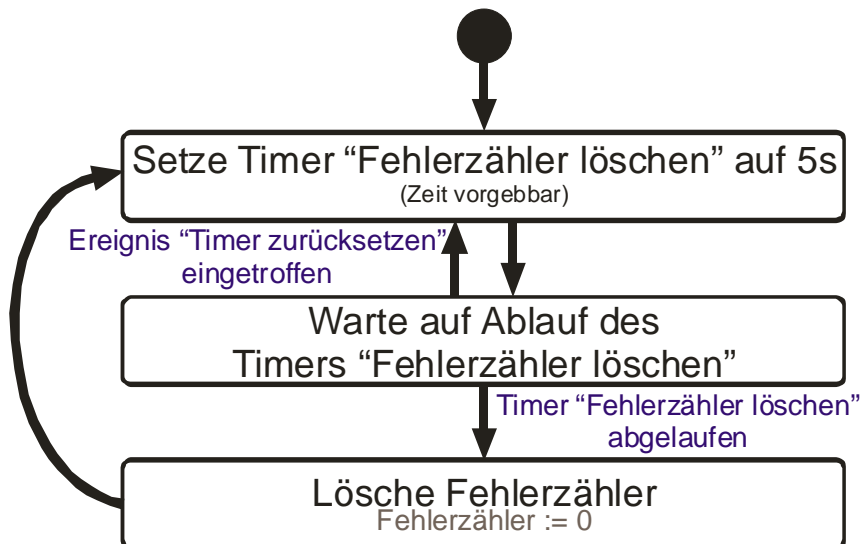 Setze Timer “Fehlerzähler löschen” auf 5s
(Zeit vorgebbar)
Ereignis “Timer zurücksetzen”
eingetroffen
Warte auf Ablauf des
Timers “Fehlerzähler löschen”
Timer “Fehlerzähler löschen”
abgelaufen
Lösche Fehlerzähler
Fehlerzähler := 0